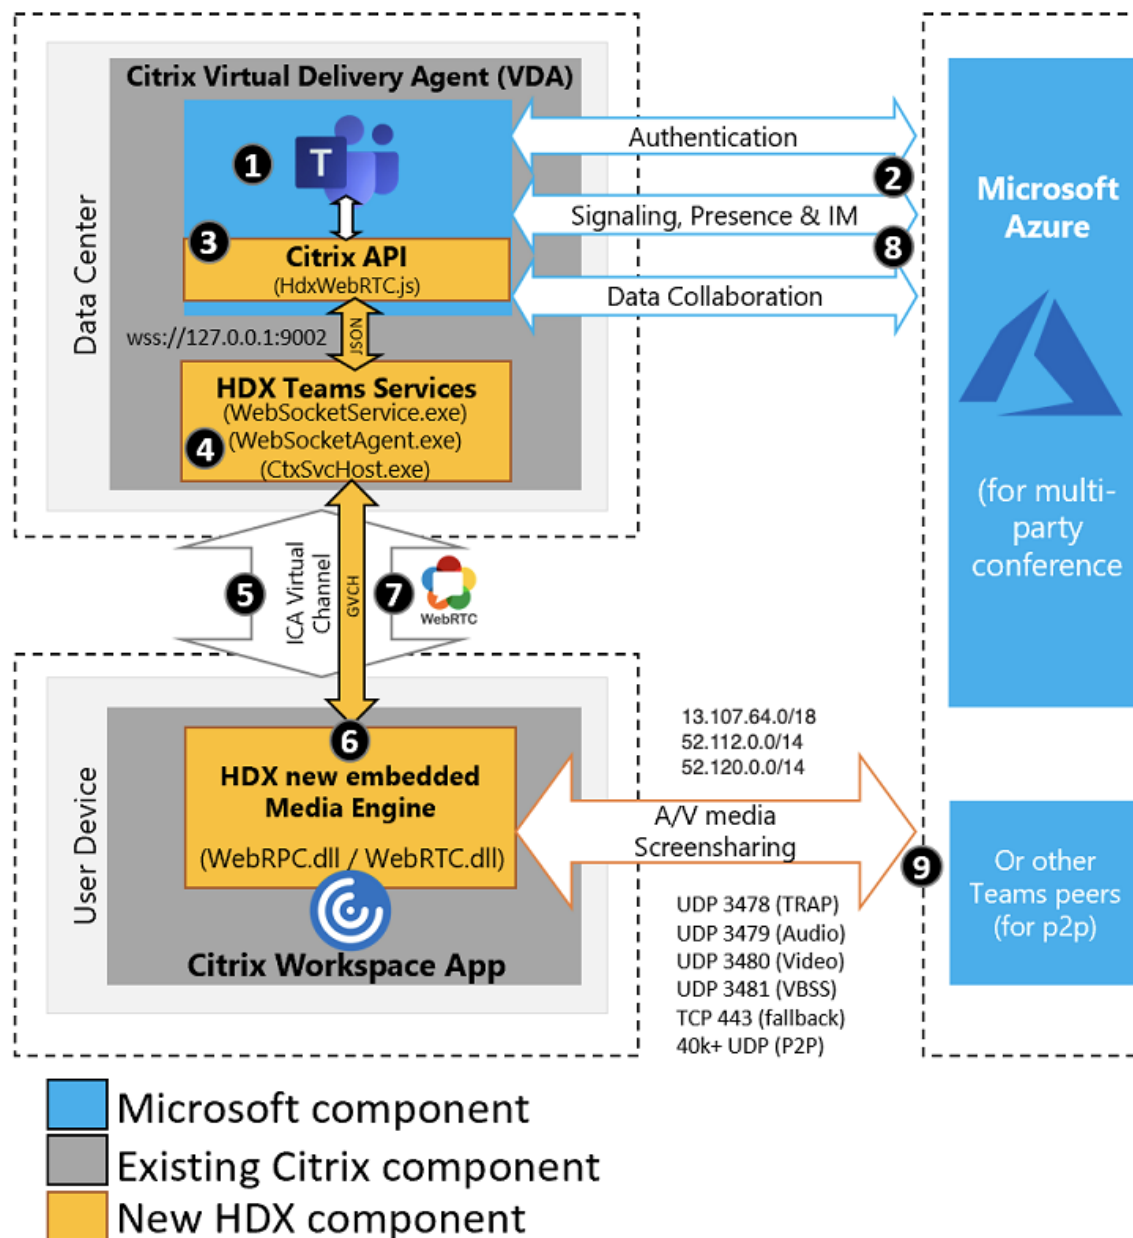 Citrix Virtual Delivery Agent (VDA)
1
T
Authentication
2
Signaling, Presence & IM
8
Data Collaboration
Microsoft
Azure
(for multi-
party
conference
3
Citrix API
(HdxWebRTC.js)
Data Center
wss://127.0.0.1:9002
JSON
HDX Teams Services
(WebSocketService.exe)
4
(WebSocketAgent.exe)
(CtxSvcHost.exe)
5
ICA Virtual
Channel
GVCH
7
WebRTC
6
HDX new embedded
Media Engine
(WebRPC.dll / WebRTC.dll)
User Device
Citrix Workspace App
13.107.64.0/18
52.112.0.0/14
52.120.0.0/14
A/V media
Screensharing
9
UDP 3478 (TRAP)
UDP 3479 (Audio)
UDP 3480 (Video)
UDP 3481 (VBSS)
TCP 443 (fallback)
40k+ UDP (P2P)
Or other
Teams peers
(for p2p)
Microsoft component
Existing Citrix component
New HDX component